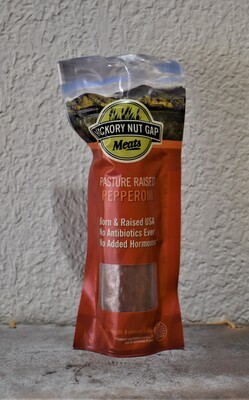 HICKORY NUT GAP
Meats
PASTURE RAISED
PEPPERONI
Born & Raised USA
No Antibiotics Ever
No Added Hormones